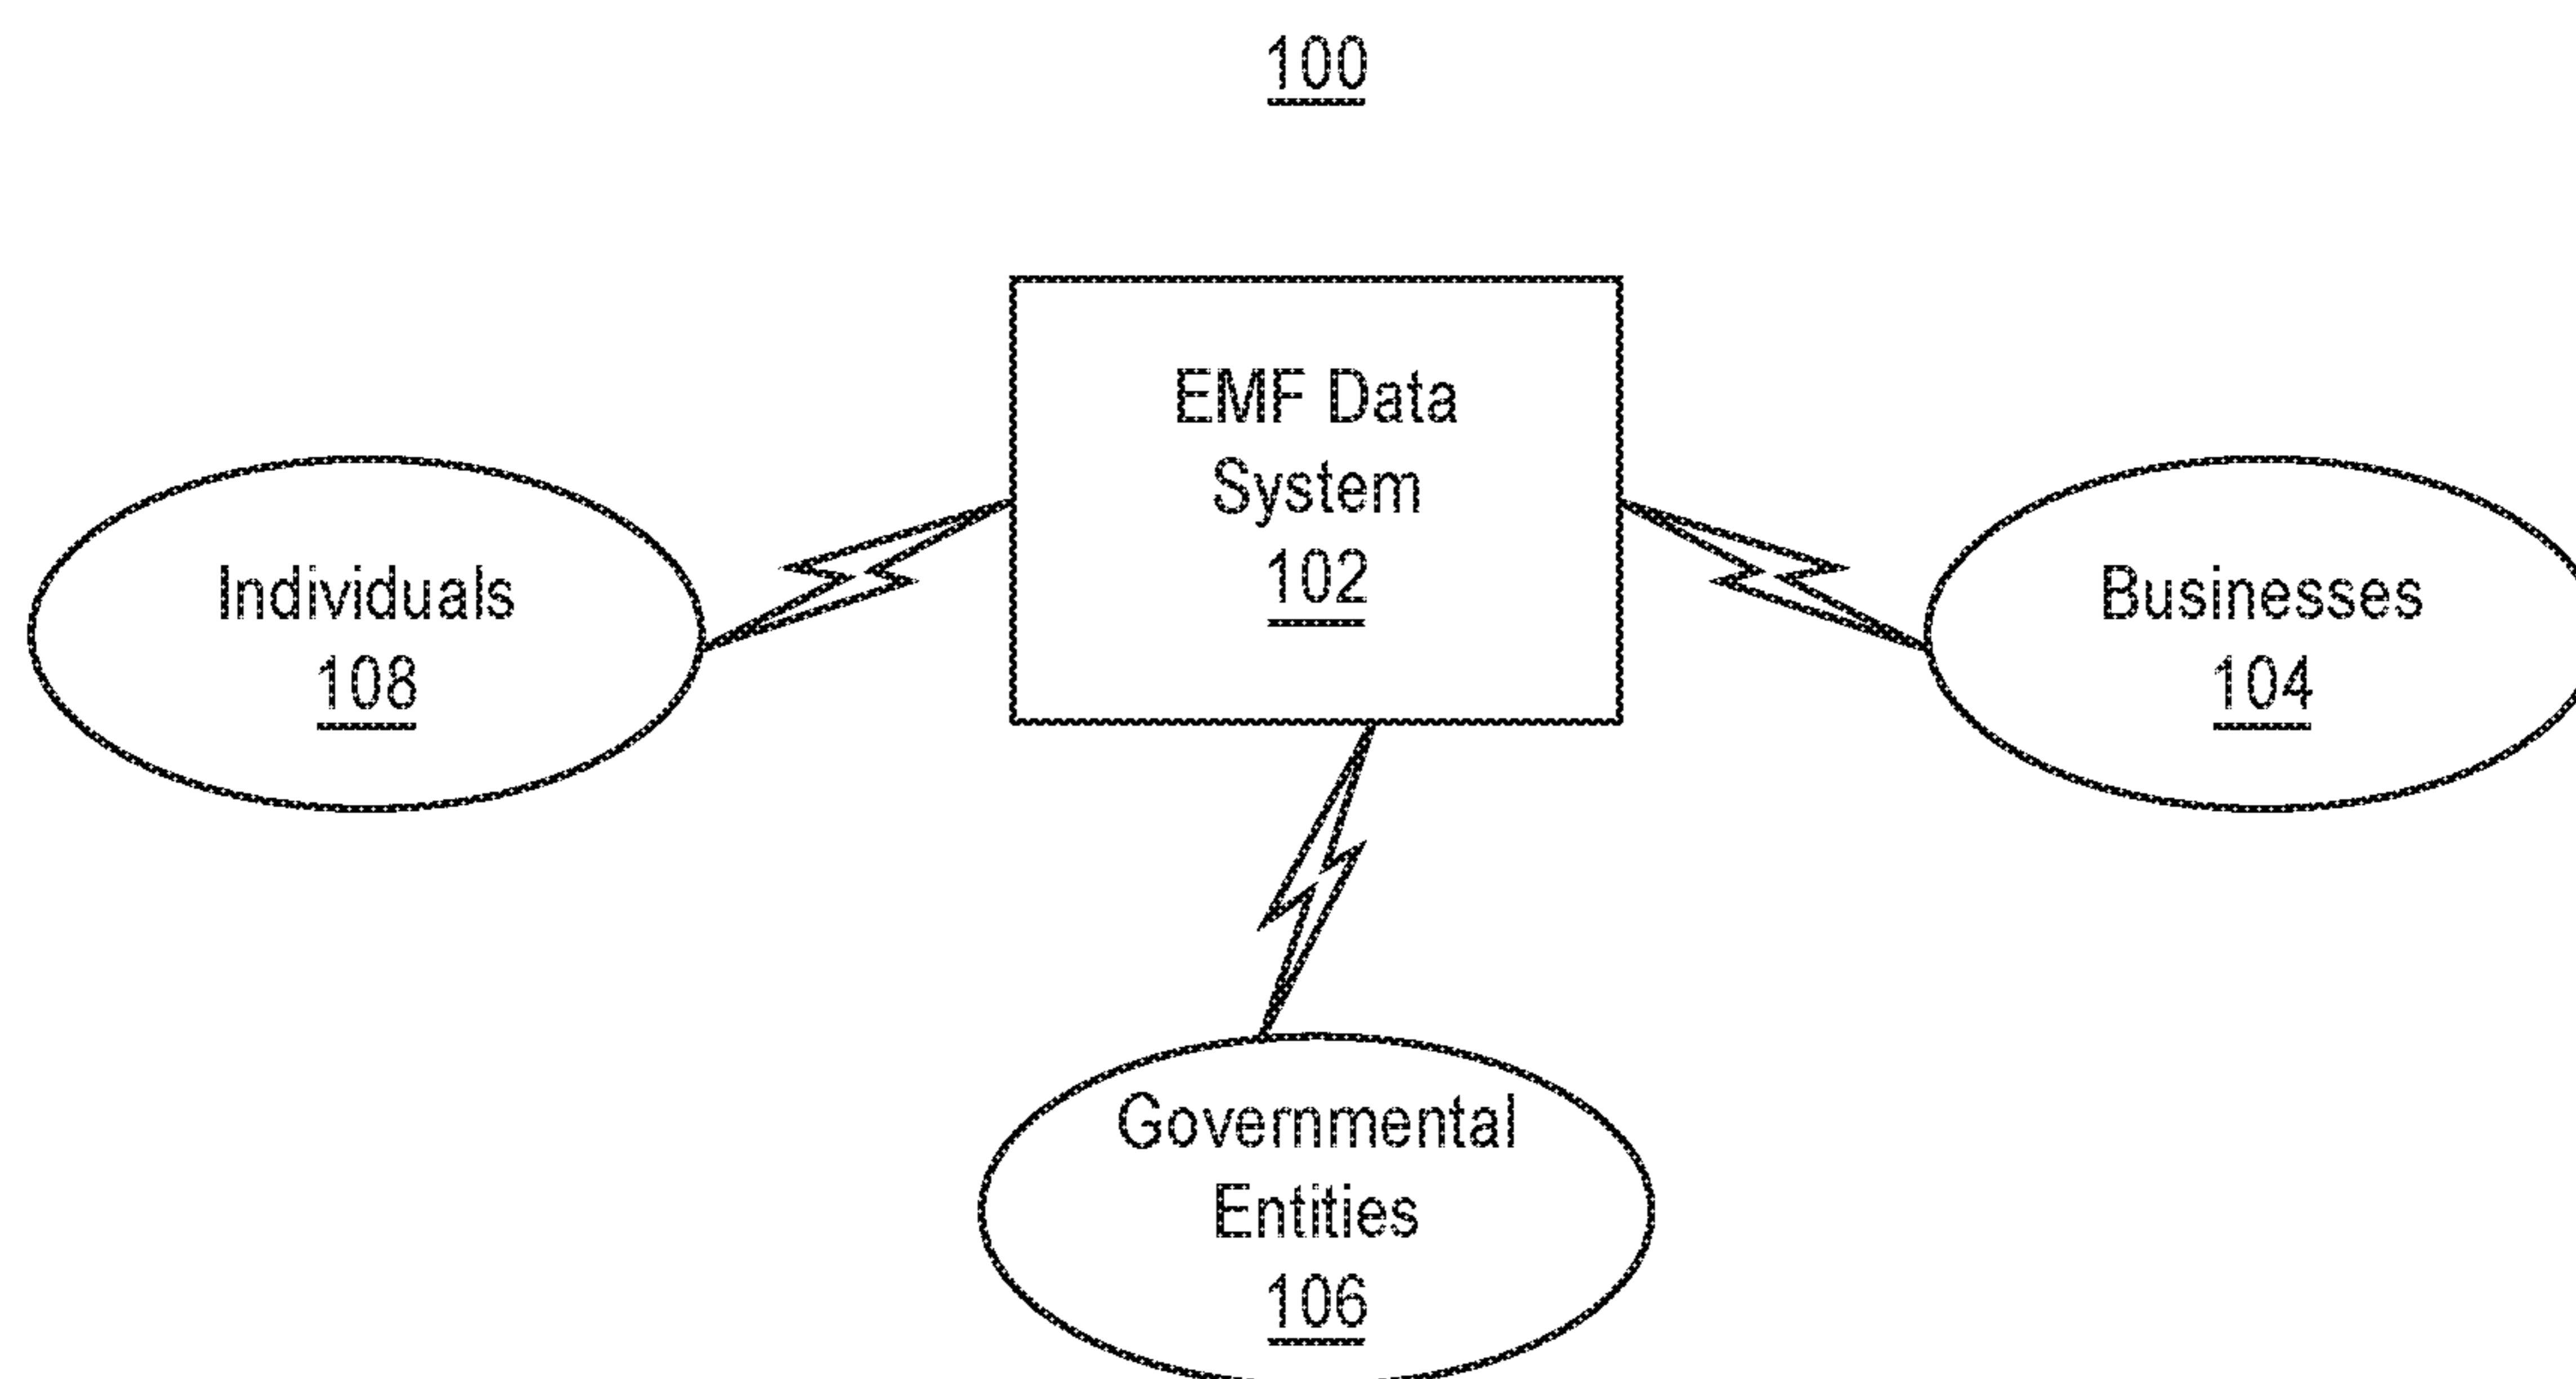 100
EMF Data
System
102
Individuals
108
Businesses
104
Governmental
Entities
106